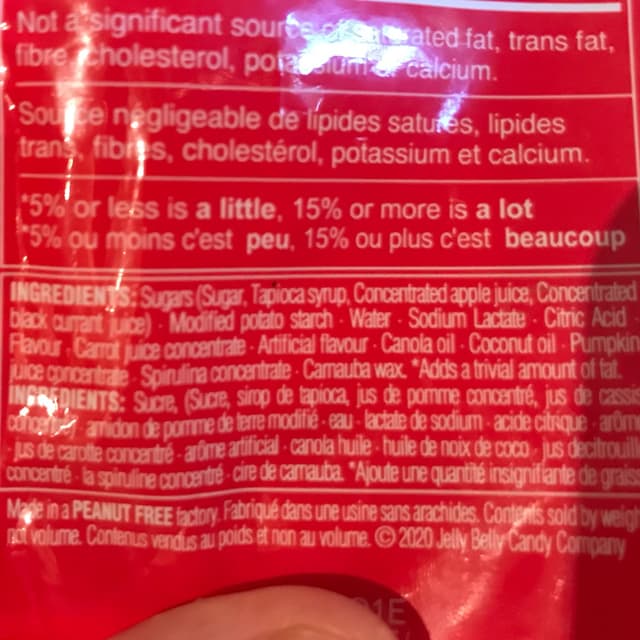 Not a significant source of saturated fat, trans fat,
fibre, cholesterol, potassium or calcium.
Source négligeable de lipides saturés, lipides
trans, fibres, cholestérol, potassium et calcium.
*5% or less is a little, 15% or more is a lot
*5% ou moins c'est peu, 15% ou plus c'est beaucoup
INGREDIENTS: Sugars (Sugar, Tapioca syrup, Concentrated apple juice, Concentrated
black currant juice) · Modified potato starch · Water · Sodium Lactate · Citric Acid
Flavour · Carrot juice concentrate · Artificial flavour · Canola oil · Coconut oil · Pumpkin
juice concentrate · Spirulina concentrate · Carnauba wax. *Adds a trivial amount of fat.
INGRÉDIENTS: Sucre, (Sucre, sirop de tapioca, jus de pomme concentré, jus de cass
amidon de pomme de terre modifié · eau · lactate de sodium · acide citrique · arôm
jus de carotte concentré · arôme artificiel · canola huile · huile de noix de coco · jus de citrouill
concentré · la spiruline concentré · cire de carnauba. *Ajoute une quantité insignifiante de grais
Made in a PEANUT FREE factory. Fabriqué dans une usine sans arachides. Contents sold by weigh
not volume. Contenus vendus au poids et non au volume. © 2020 Jelly Belly Candy Company
01E